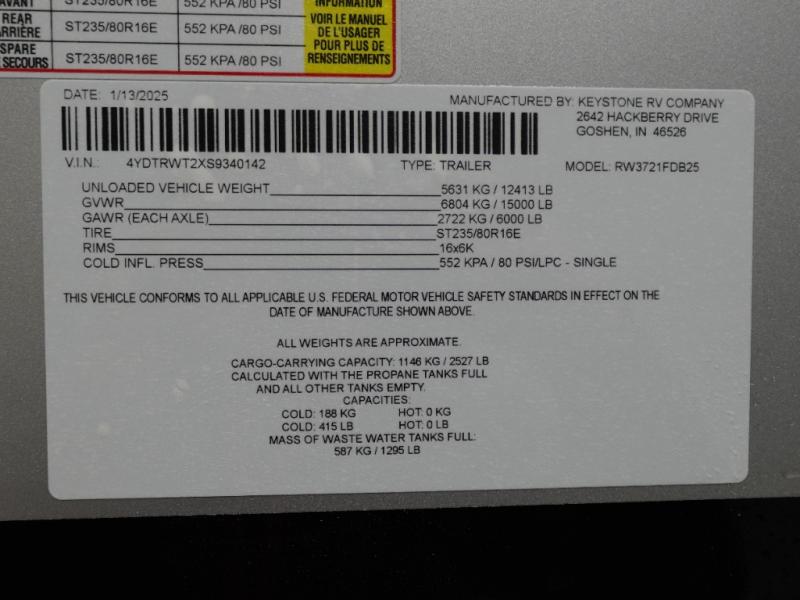 AVANT ST235/80R16E 552 KPA /80 PSI INFORMATION
REAR
ARRIÈRE ST235/80R16E 552 KPA /80 PSI
SPARE
SECOURS ST235/80R16E 552 KPA /80 PSI
VOIR LE MANUEL
DE L'USAGER
POUR PLUS DE
RENSEIGNEMENTS
DATE: 1/13/2025
MANUFACTURED BY: KEYSTONE RV COMPANY
2642 HACKBERRY DRIVE
GOSHEN, IN 46526
V.I.N.: 4YDTRWT2XS9340142 TYPE: TRAILER MODEL: RW3721FDB25
UNLOADED VEHICLE WEIGHT 5631 KG / 12413 LB
GVWR 6804 KG / 15000 LB
GAWR (EACH AXLE) 2722 KG / 6000 LB
TIRE ST235/80R16E
RIMS 16x6K
COLD INFL. PRESS 552 KPA / 80 PSI/LPC - SINGLE
THIS VEHICLE CONFORMS TO ALL APPLICABLE U.S. FEDERAL MOTOR VEHICLE SAFETY STANDARDS IN EFFECT ON THE
DATE OF MANUFACTURE SHOWN ABOVE.
ALL WEIGHTS ARE APPROXIMATE.
CARGO-CARRYING CAPACITY: 1146 KG / 2527 LB
CALCULATED WITH THE PROPANE TANKS FULL
AND ALL OTHER TANKS EMPTY.
CAPACITIES:
COLD: 188 KG HOT: 0 KG
COLD: 415 LB HOT: 0 LB
MASS OF WASTE WATER TANKS FULL:
587 KG / 1295 LB